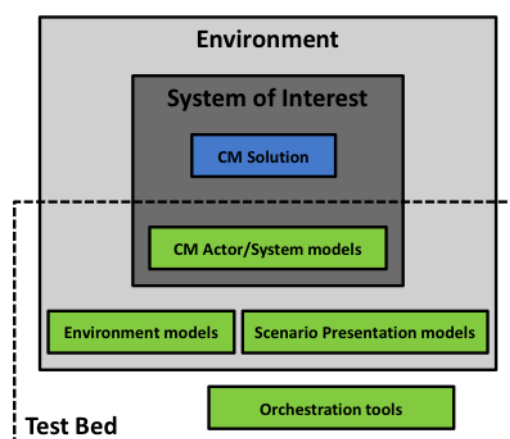 Environment
System of Interest
CM Solution
CM Actor/System models
Environment models
Scenario Presentation models
Orchestration tools
Test Bed